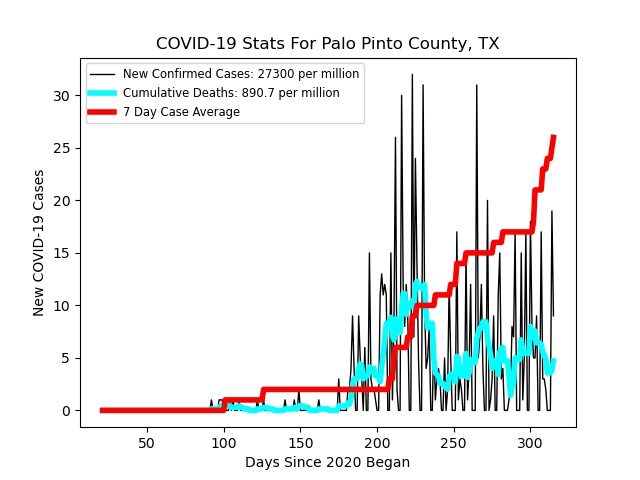 COVID-19 Stats For Palo Pinto County, TX
New Confirmed Cases: 27300 per million
Cumulative Deaths: 890.7 per million
7 Day Case Average
New COVID-19 Cases
30
25
20
15
10
5
0
50 100 150 200 250 300
Days Since 2020 Began